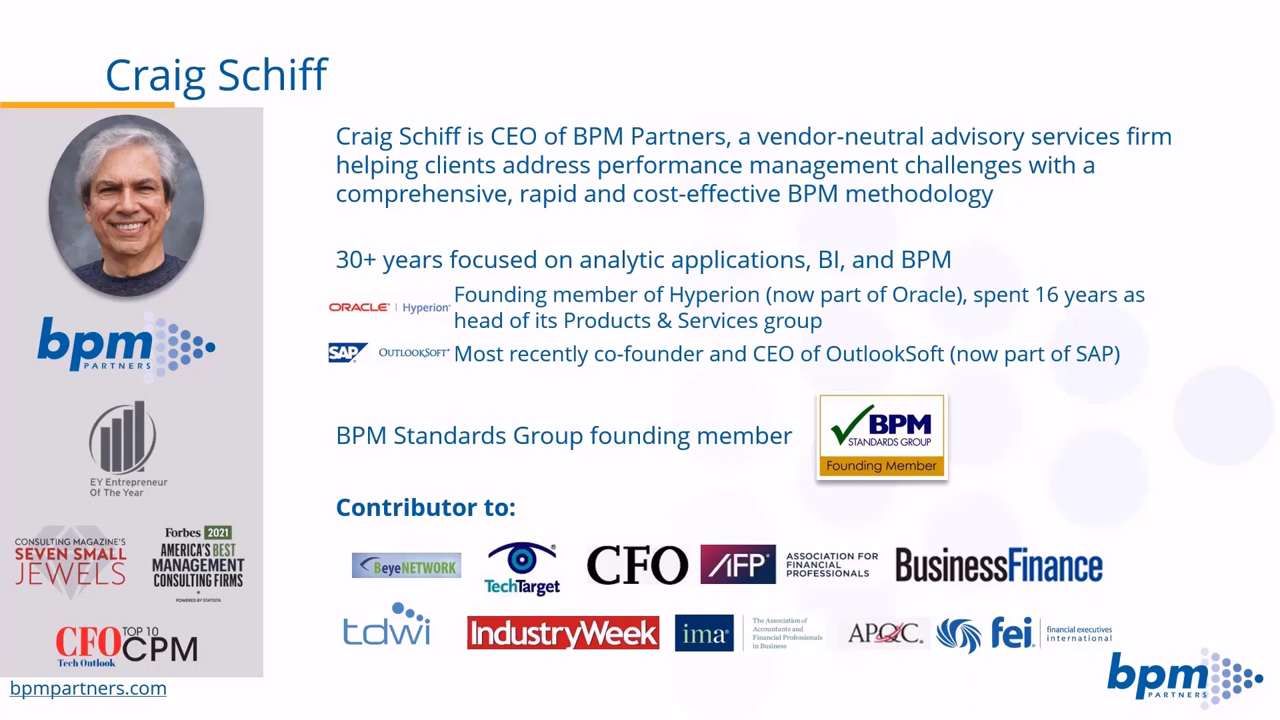 Craig Schiff
bpm
PARTNERS
EY Entrepreneur
Of The Year
CONSULTING MAGAZINE'S
SEVEN SMALL
JEWELS
Forbes 2021
AMERICA'S BEST
MANAGEMENT
CONSULTING FIRMS
POWERED BY STATISTA
CFO
Tech Outlook
TOP 10
CPM
bpmpartners.com
Craig Schiff is CEO of BPM Partners, a vendor-neutral advisory services firm
helping clients address performance management challenges with a
comprehensive, rapid and cost-effective BPM methodology
30+ years focused on analytic applications, BI, and BPM
ORACLE | Hyperion
Founding member of Hyperion (now part of Oracle), spent 16 years as
head of its Products & Services group
SAP OUTLOOKSOFT
Most recently co-founder and CEO of OutlookSoft (now part of SAP)
BPM Standards Group founding member
BPM
STANDARDS GROUP
Founding Member
Contributor to:
BeyeNETWORK
TechTarget
CFO
AFP
ASSOCIATION FOR
FINANCIAL
PROFESSIONALS
BusinessFinance
tdwi
IndustryWeek
ima
The Association of
Accountants and
Financial Professionals
in Business
APQC
fei
financial executives
international
bpm
PARTNERS